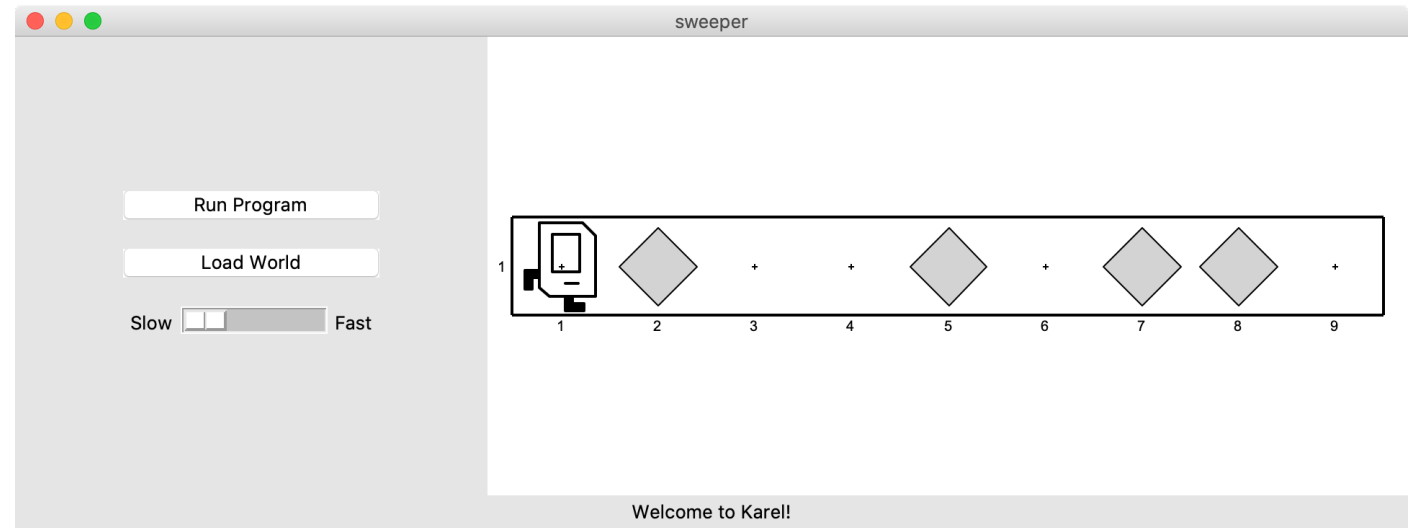 sweeper
Run Program
Load World
Slow Fast
1
1 2 3 4 5 6 7 8 9
Welcome to Karel!